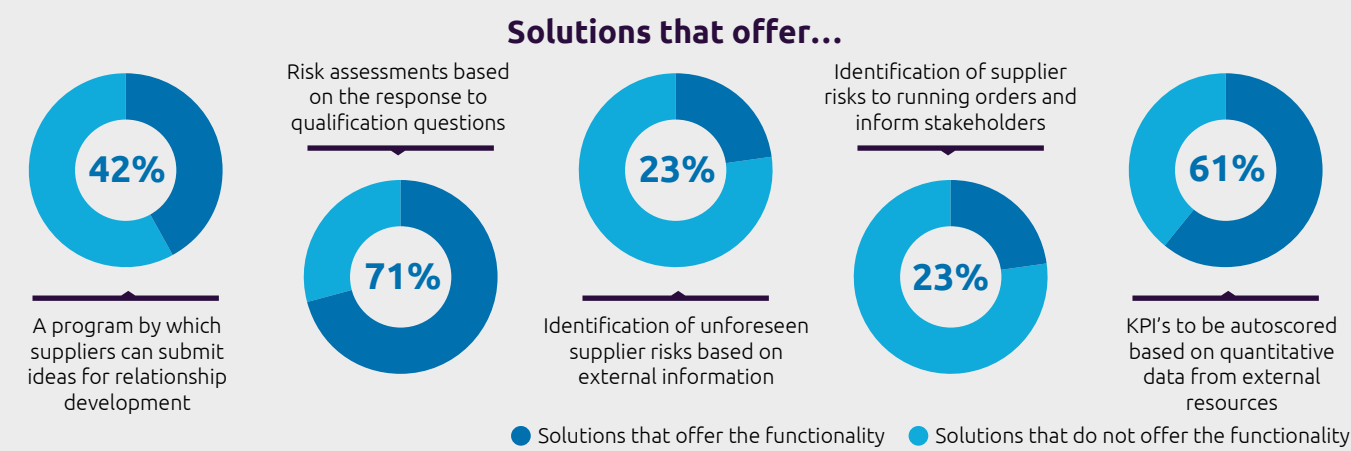 Solutions that offer…
42%
A program by which
suppliers can submit
ideas for relationship
development
Risk assessments based
on the response to
qualification questions
71%
23%
Identification of unforeseen
supplier risks based on
external information
Identification of supplier
risks to running orders and
inform stakeholders
23%
61%
KPI's to be autoscored
based on quantitative
data from external
resources
Solutions that offer the functionality
Solutions that do not offer the functionality